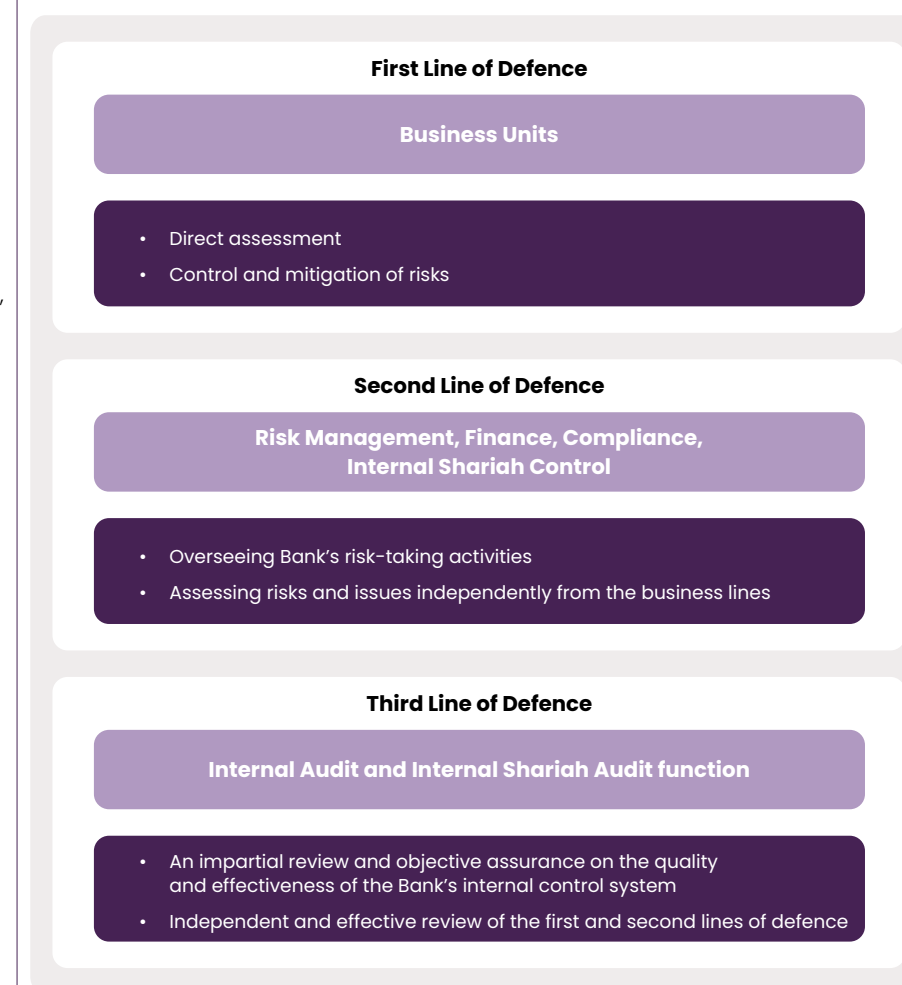 First Line of Defence
Business Units
• Direct assessment
• Control and mitigation of risks
,
Second Line of Defence
Risk Management, Finance, Compliance,
Internal Shariah Control
• Overseeing Bank’s risk-taking activities
• Assessing risks and issues independently from the business lines
Third Line of Defence
Internal Audit and Internal Shariah Audit function
• An impartial review and objective assurance on the quality
and effectiveness of the Bank’s internal control system
• Independent and effective review of the first and second lines of defence